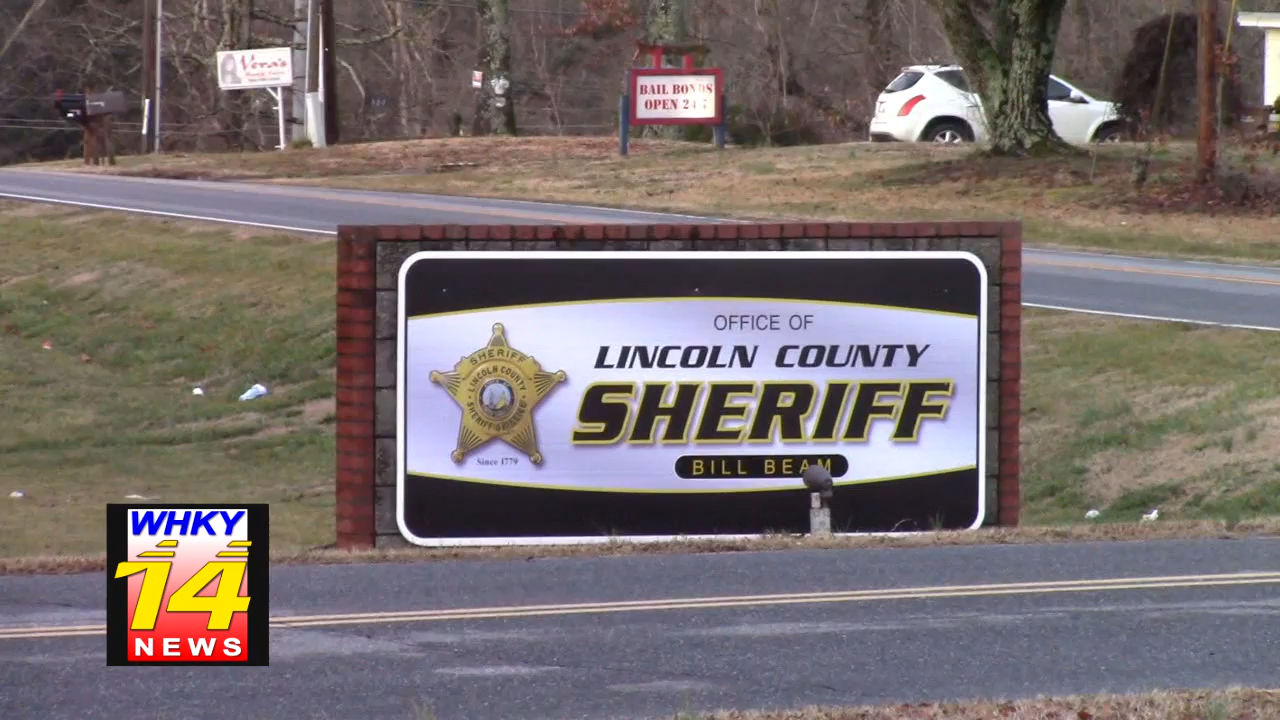 Vera's
BAIL BONDS
OPEN 24-7
OFFICE OF
LINCOLN COUNTY
SHERIFF
BILL BEAM
SHERIFF
LINCOLN COUNTY
Since 1779
WHKY
14
NEWS